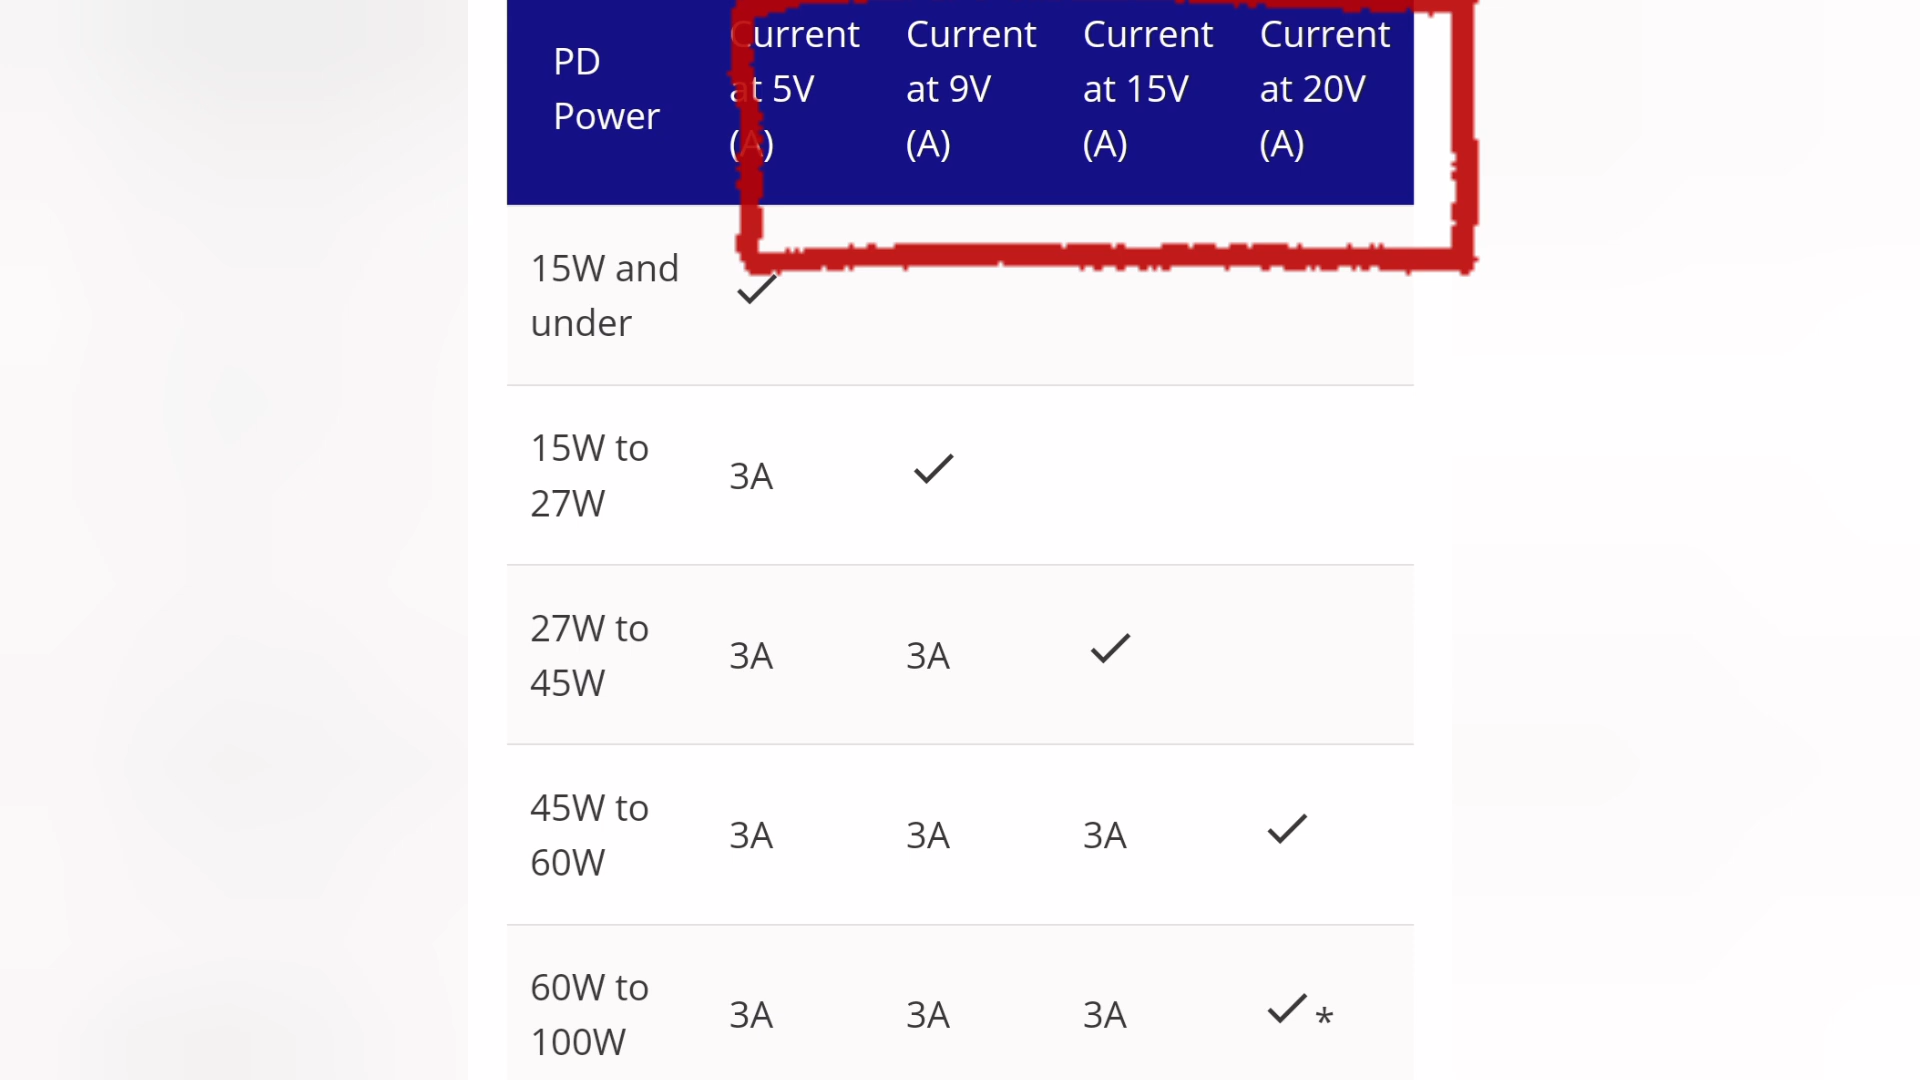 PD Power
Current at 5V (A)
Current at 9V (A)
Current at 15V (A)
Current at 20V (A)
15W and under ✓
15W to 27W 3A ✓
27W to 45W 3A 3A ✓
45W to 60W 3A 3A 3A ✓
60W to 100W 3A 3A 3A ✓ *